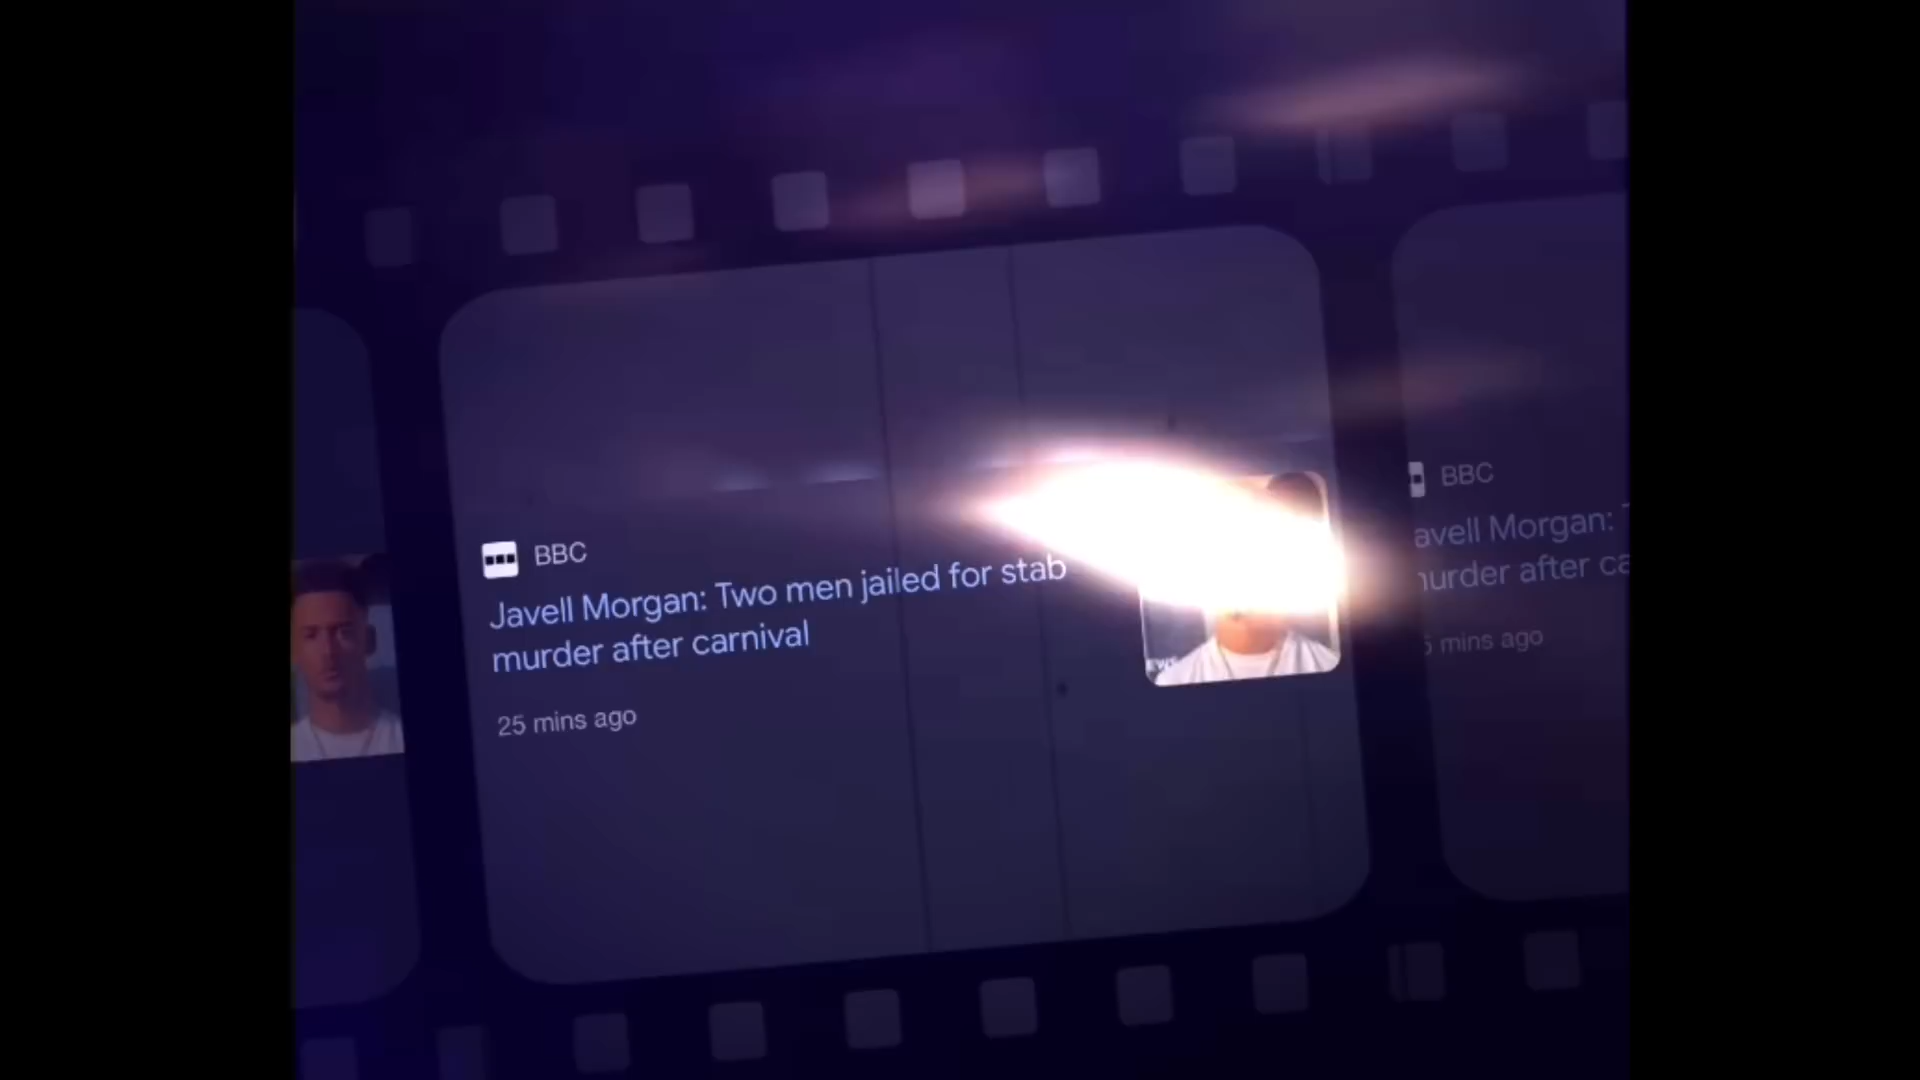 BBC
Javell Morgan: Two men jailed for stab
murder after carnival
25 mins ago
BBC
avell Morgan:
urder after ca
mins ago